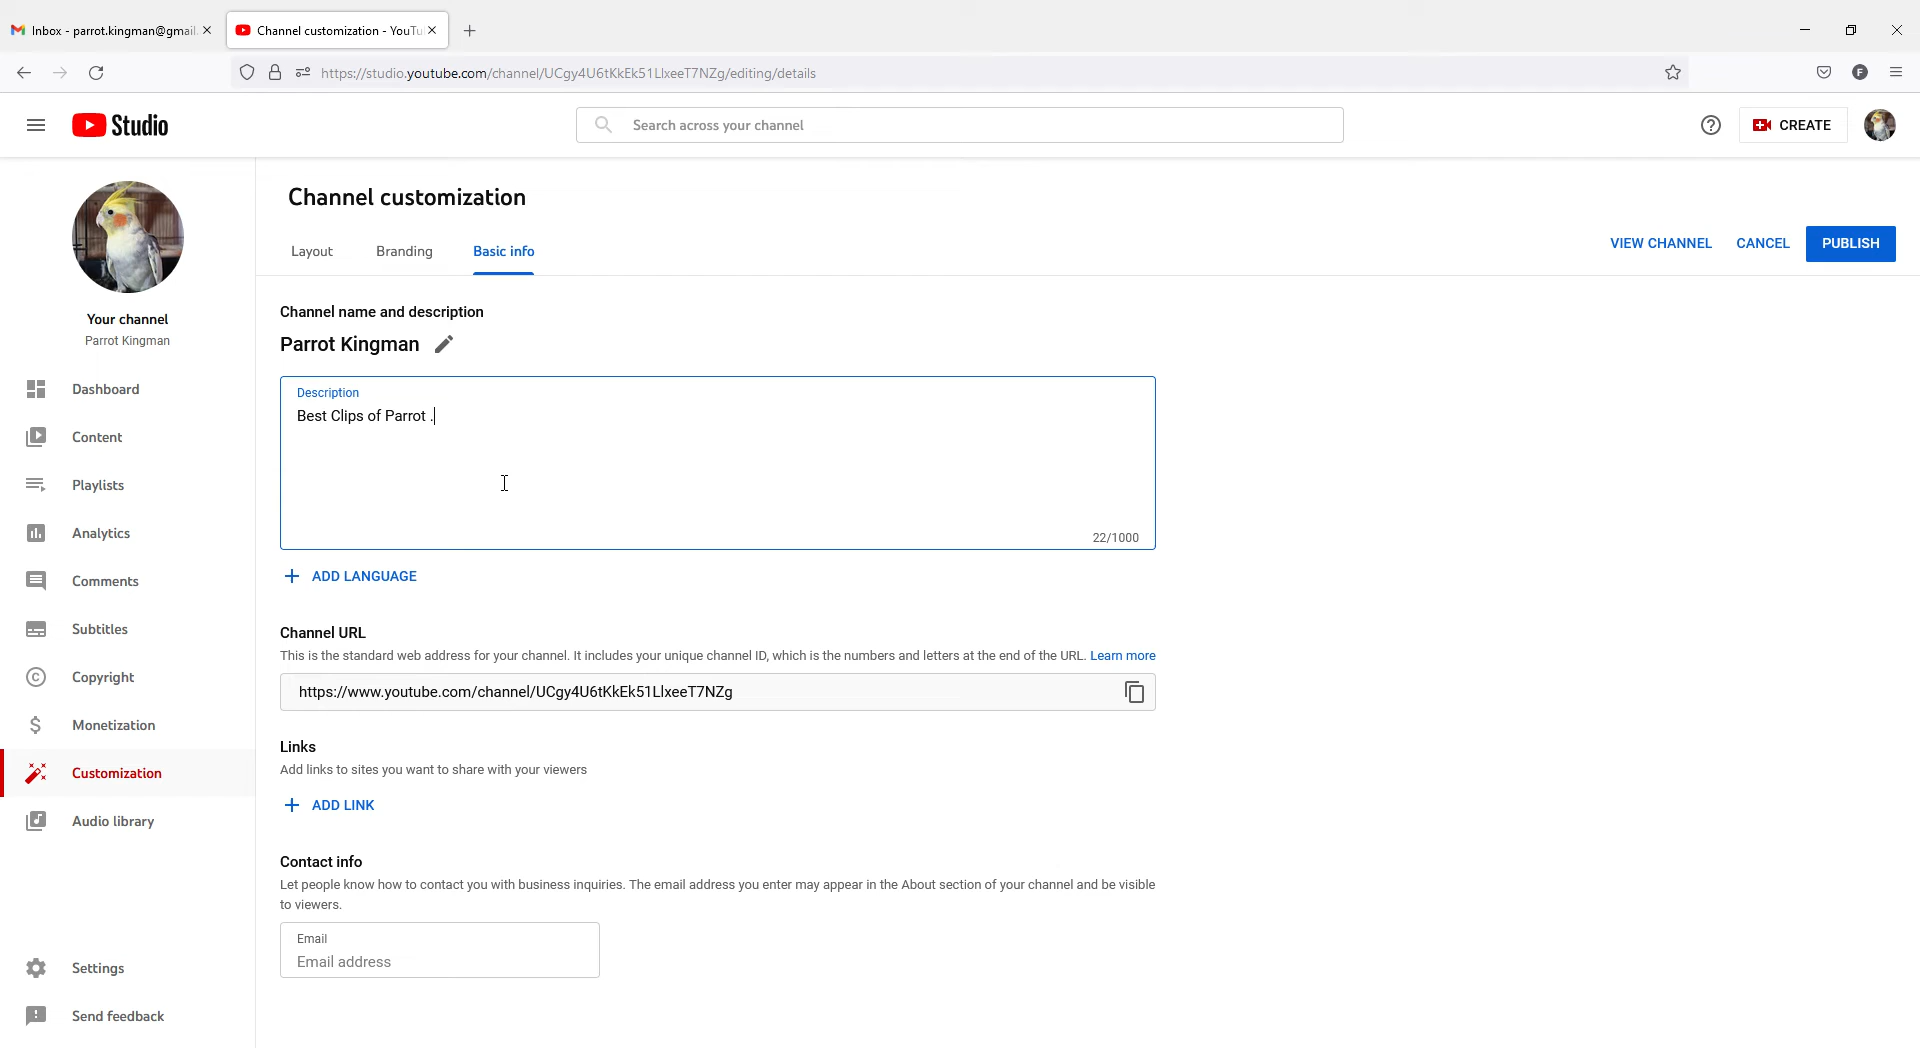 Inbox - parrot.kingman@gmail
Channel customization - YouTu
https://studio.youtube.com/channel/UCgy4U6tKkEk51LlxeeT7NZg/editing/details
F
Studio
Search across your channel
CREATE
Your channel
Parrot Kingman
Dashboard
Content
Playlists
Analytics
Comments
Subtitles
Copyright
Monetization
Customization
Audio library
Settings
Send feedback
Channel customization
Layout
Branding
Basic info
VIEW CHANNEL
CANCEL
PUBLISH
Channel name and description
Parrot Kingman
Description
Best Clips of Parrot .
22/1000
ADD LANGUAGE
Channel URL
This is the standard web address for your channel. It includes your unique channel ID, which is the numbers and letters at the end of the URL. Learn more
https://www.youtube.com/channel/UCgy4U6tKkEk51LlxeeT7NZg
Links
Add links to sites you want to share with your viewers
ADD LINK
Contact info
Let people know how to contact you with business inquiries. The email address you enter may appear in the About section of your channel and be visible
to viewers.
Email
Email address